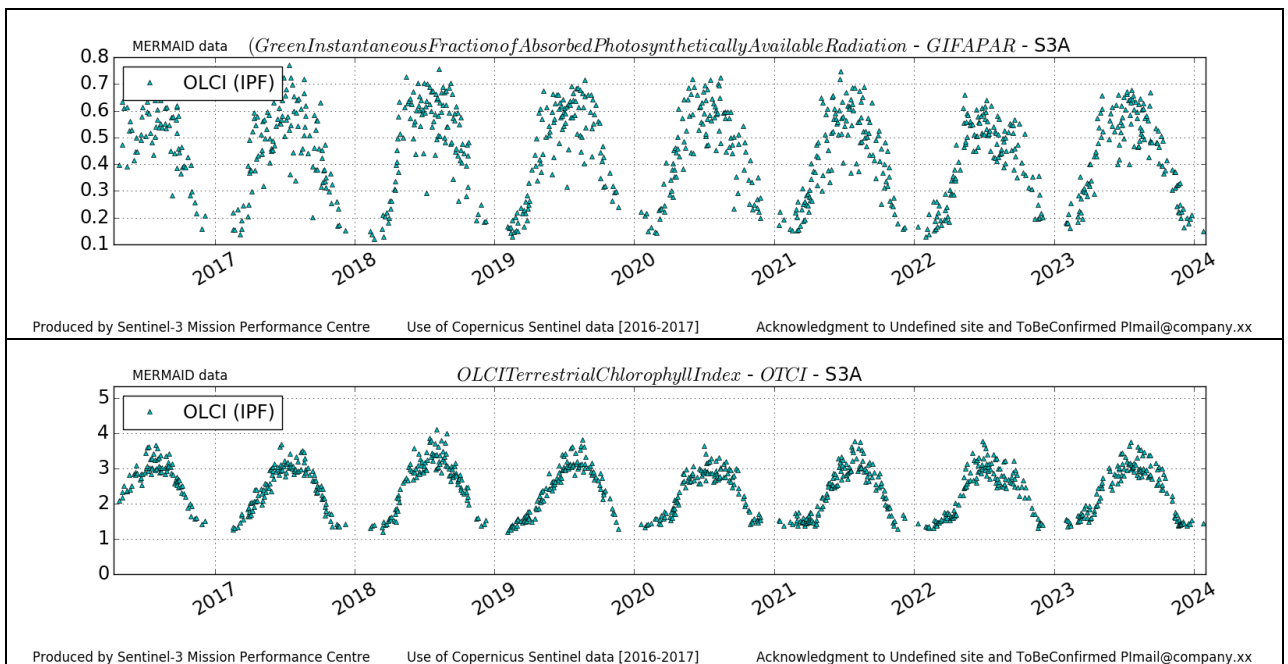 MERMAID data (GreenInstantaneousFractionofAbsorbedPhotosyntheticallyAvailableRadiation - GIFAPAR - S3A
0.8
OLCI (IPF)
0.7
0.6
0.5
0.4
0.3
0.2
0.1
2017 2018 2019 2020 2021 2022 2023 2024
Produced by Sentinel-3 Mission Performance Centre Use of Copernicus Sentinel data [2016-2017] Acknowledgment to Undefined site and ToBeConfirmed PImail@company.xx
MERMAID data OLCITerrestrialChlorophyllIndex - OTCI - S3A
5
OLCI (IPF)
4
3
2
1
0
2017 2018 2019 2020 2021 2022 2023 2024
Produced by Sentinel-3 Mission Performance Centre Use of Copernicus Sentinel data [2016-2017] Acknowledgment to Undefined site and ToBeConfirmed PImail@company.xx